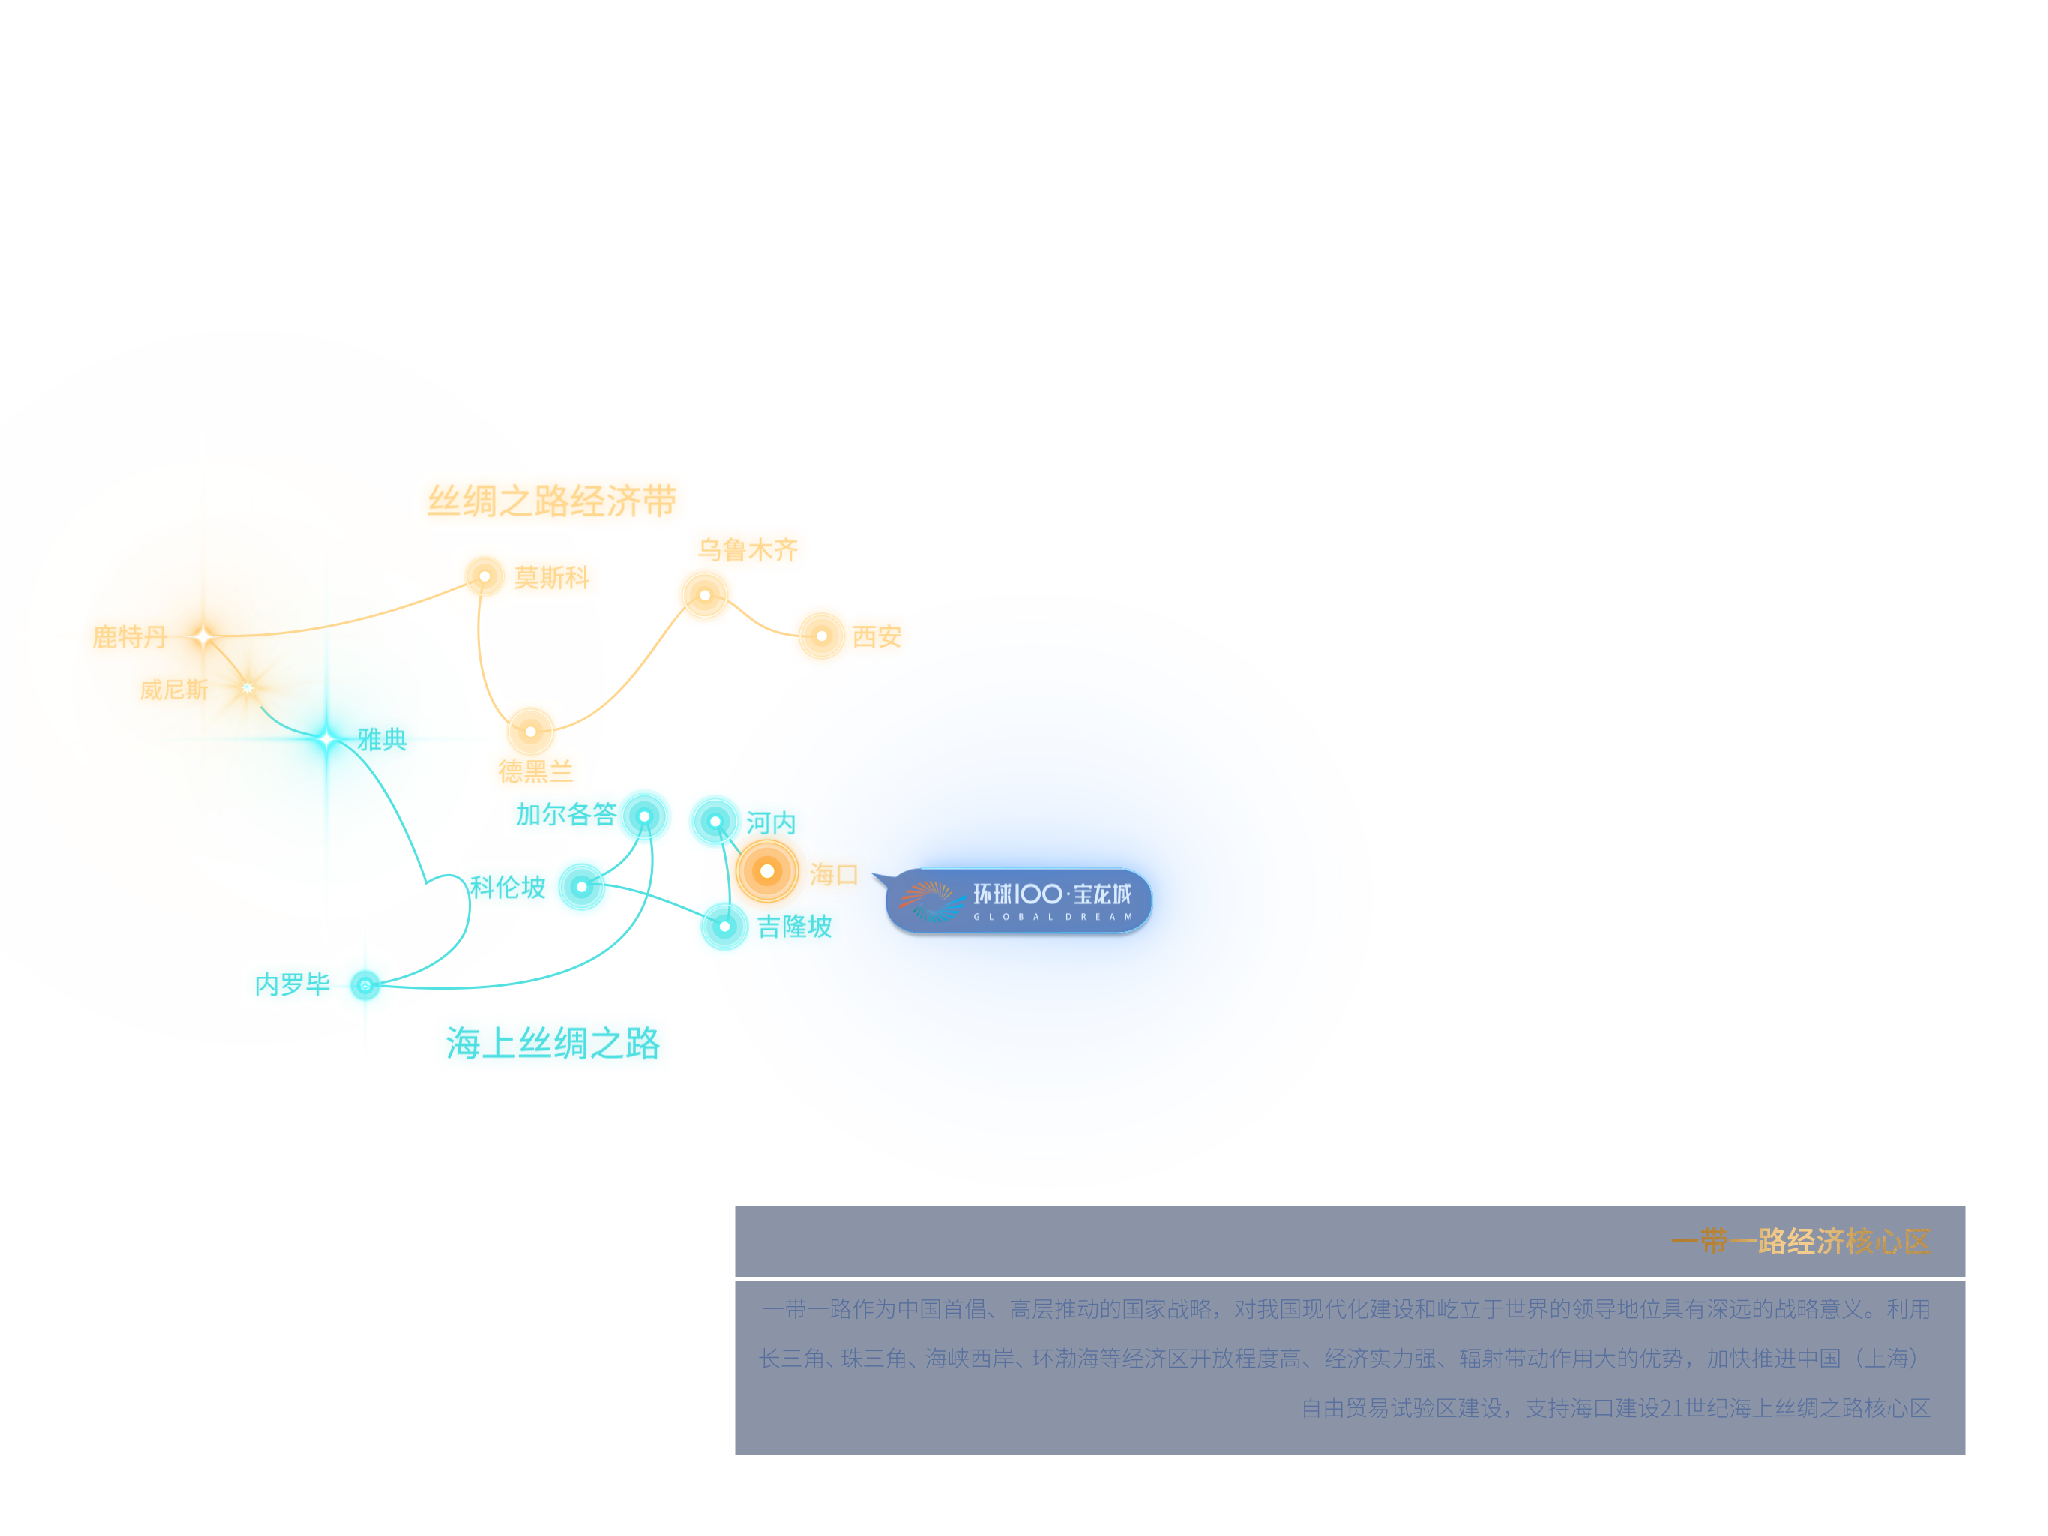 丝绸之路经济带
乌鲁木齐
莫斯科
鹿特丹
西安
威尼斯
雅典
德黑兰
加尔各答
河内
海口
科伦坡
环球100·宝龙城
GLOBAL DREAM
吉隆坡
内罗毕
海上丝绸之路
一带一路经济核心区
一带一路作为中国首倡、高层推动的国家战略，对我国现代化建设和屹立于世界的领导地位具有深远的战略意义。利用
长三角、珠三角、海峡西岸、环渤海等经济区开放程度高、经济实力强、辐射带动作用大的优势，加快推进中国（上海）
自由贸易试验区建设，支持海口建设21世纪海上丝绸之路核心区